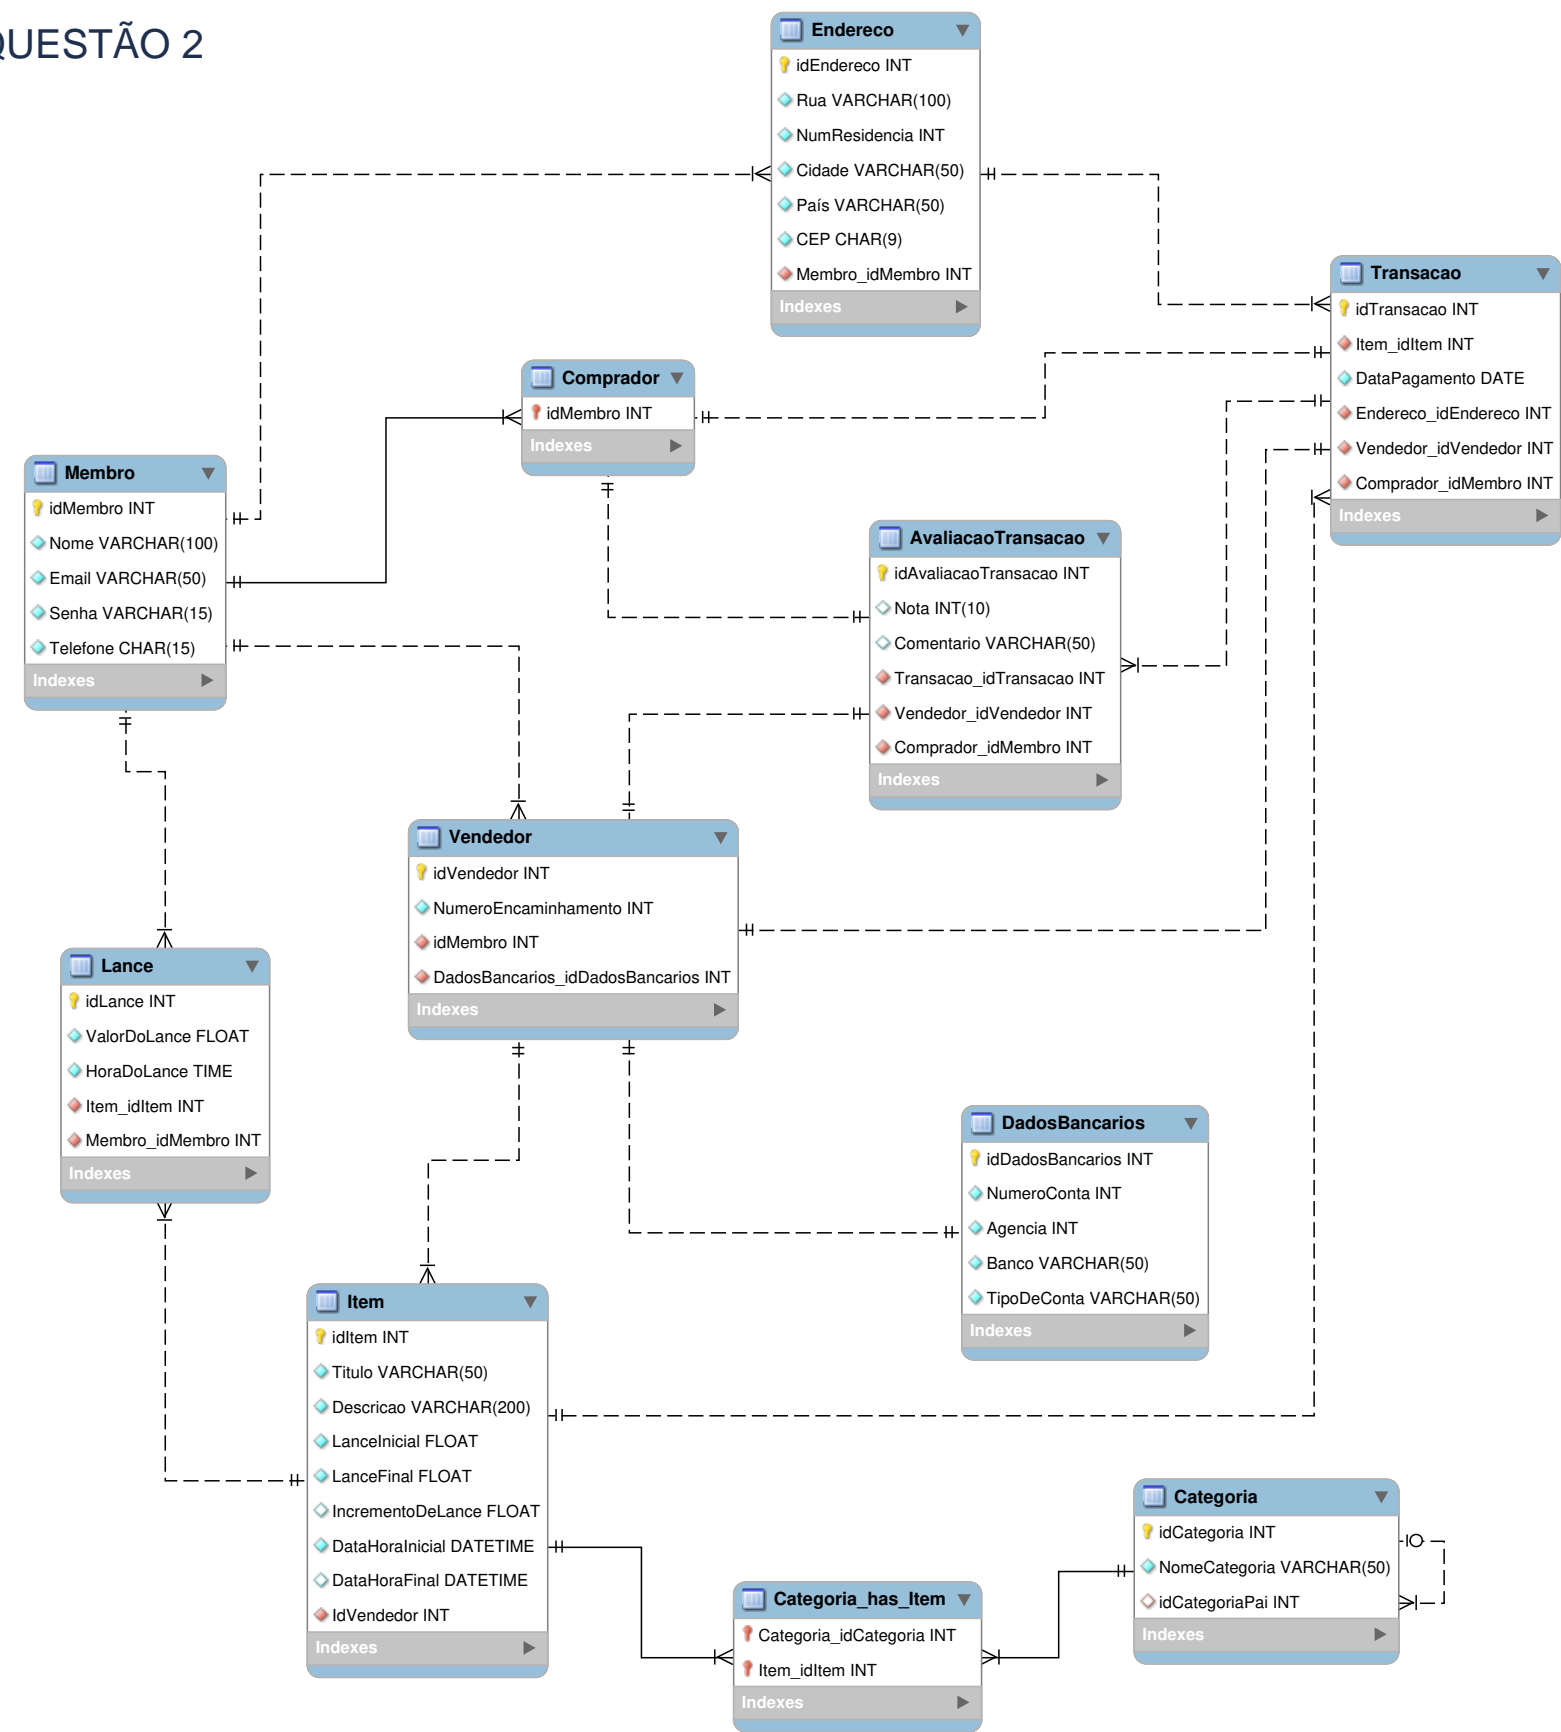 QUESTÃO 2
Endereco
idEndereco INT
Rua VARCHAR(100)
NumResidencia INT
Cidade VARCHAR(50)
País VARCHAR(50)
CEP CHAR(9)
Membro_idMembro INT
Indexes
Transacao
idTransacao INT
Item_idItem INT
DataPagamento DATE
Endereco_idEndereco INT
Vendedor_idVendedor INT
Comprador_idMembro INT
Indexes
Comprador
idMembro INT
Indexes
Membro
idMembro INT
Nome VARCHAR(100)
Email VARCHAR(50)
Senha VARCHAR(15)
Telefone CHAR(15)
Indexes
AvaliacaoTransacao
idAvaliacaoTransacao INT
Nota INT(10)
Comentario VARCHAR(50)
Transacao_idTransacao INT
Vendedor_idVendedor INT
Comprador_idMembro INT
Indexes
Vendedor
idVendedor INT
NumeroEncaminhamento INT
idMembro INT
DadosBancarios_idDadosBancarios INT
Indexes
Lance
idLance INT
ValorDoLance FLOAT
HoraDoLance TIME
Item_idItem INT
Membro_idMembro INT
Indexes
DadosBancarios
idDadosBancarios INT
NumeroConta INT
Agencia INT
Banco VARCHAR(50)
TipoDeConta VARCHAR(50)
Indexes
Item
idItem INT
Titulo VARCHAR(50)
Descricao VARCHAR(200)
LanceInicial FLOAT
LanceFinal FLOAT
IncrementoDeLance FLOAT
DataHoraInicial DATETIME
DataHoraFinal DATETIME
IdVendedor INT
Indexes
Categoria
idCategoria INT
NomeCategoria VARCHAR(50)
idCategoriaPai INT
Indexes
Categoria_has_Item
Categoria_idCategoria INT
Item_idItem INT
Indexes